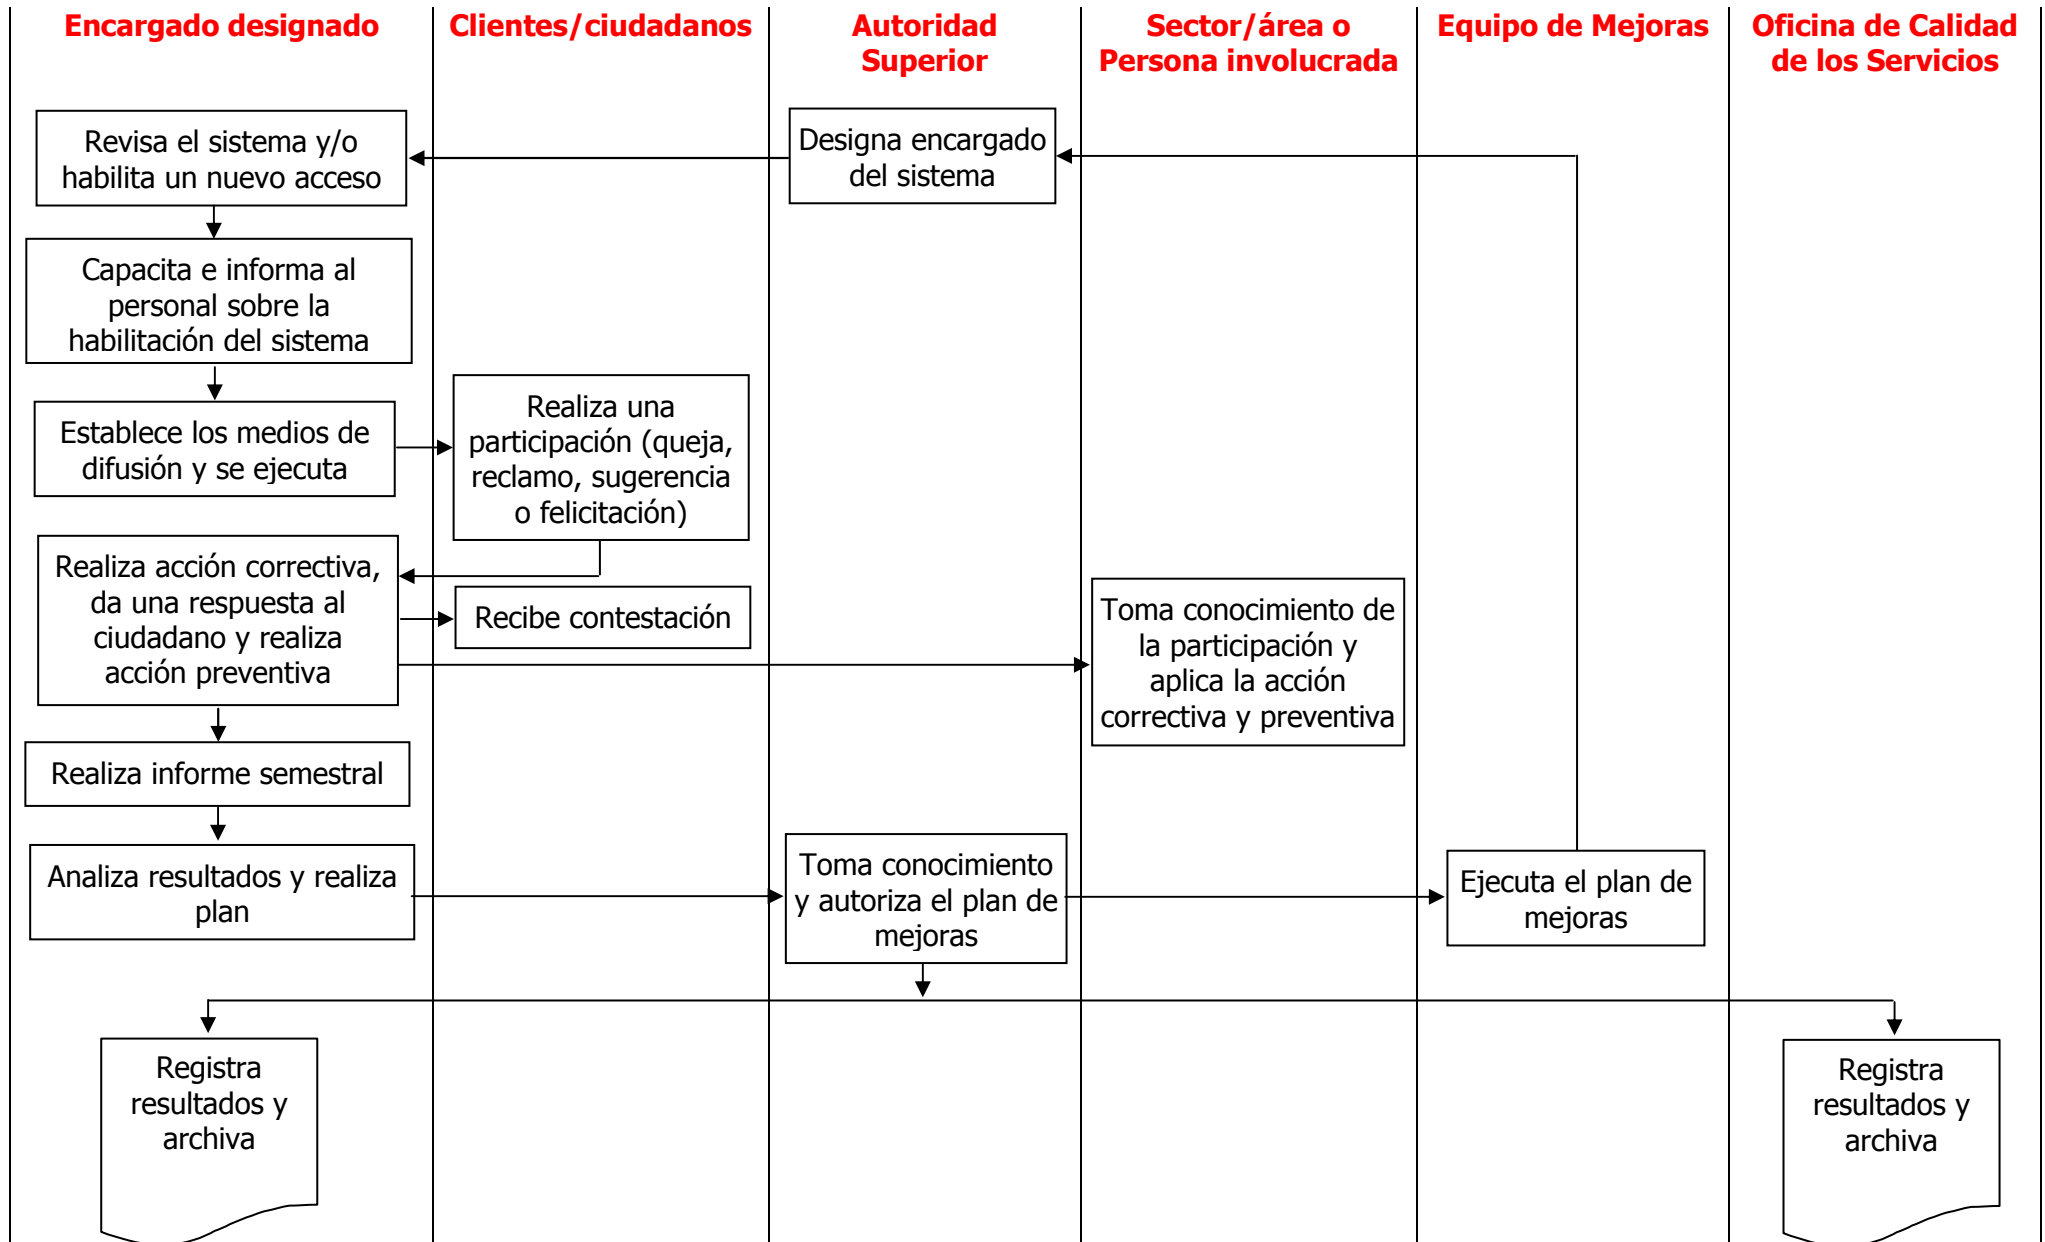 Encargado designado
Clientes/ciudadanos
Autoridad
Superior
Sector/área o
Persona involucrada
Equipo de Mejoras
Oficina de Calidad
de los Servicios
Revisa el sistema y/o
habilita un nuevo acceso
Designa encargado
del sistema
Capacita e informa al
personal sobre la
habilitación del sistema
Establece los medios de
difusión y se ejecuta
Realiza una
participación (queja,
reclamo, sugerencia
o felicitación)
Realiza acción correctiva,
da una respuesta al
ciudadano y realiza
acción preventiva
Recibe contestación
Toma conocimiento de
la participación y
aplica la acción
correctiva y preventiva
Realiza informe semestral
Analiza resultados y realiza
plan
Toma conocimiento
y autoriza el plan de
mejoras
Ejecuta el plan de
mejoras
Registra
resultados y
archiva
Registra
resultados y
archiva